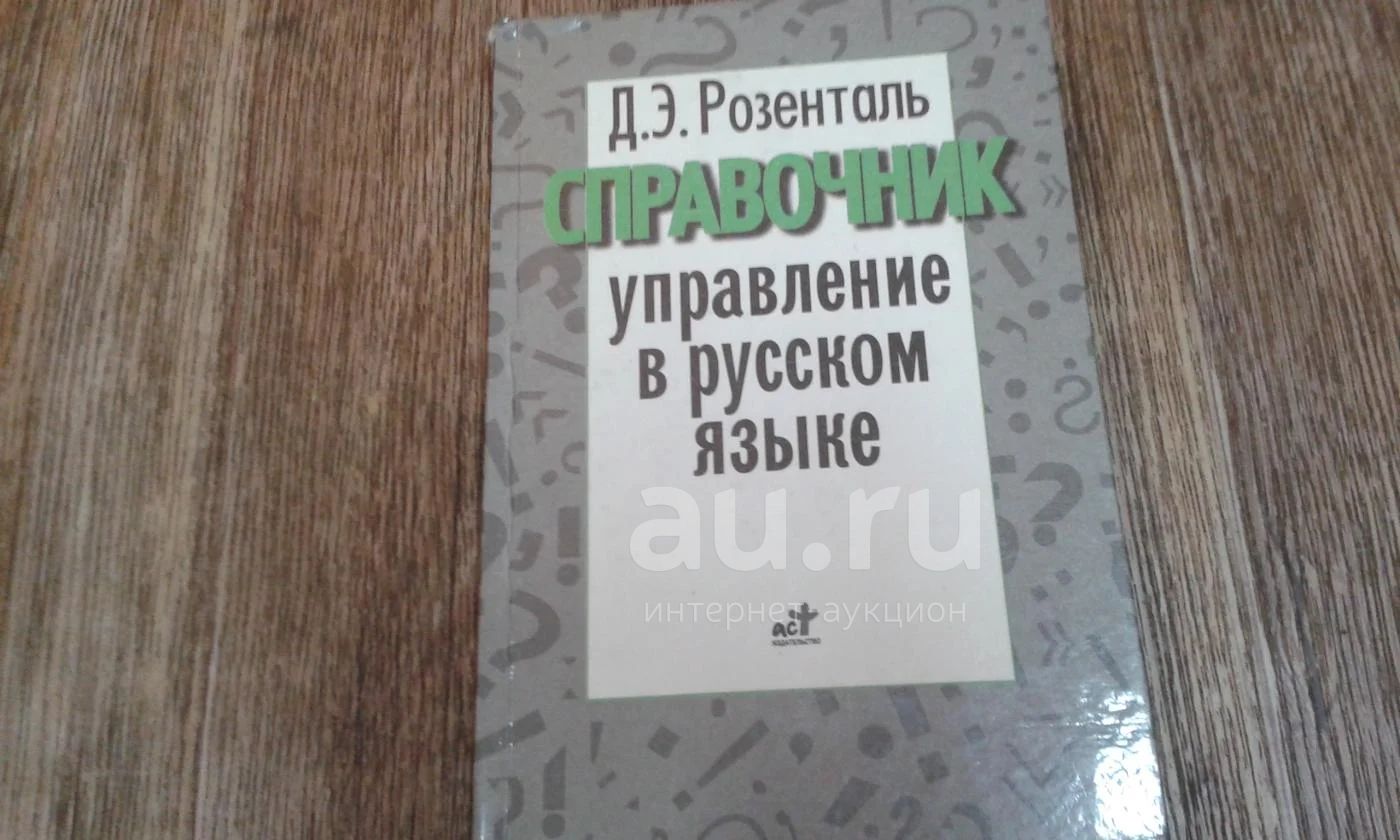 Д.Э. Розенталь
СПРАВОЧНИК
управление
в русском
языке
au.ru
интернет аукцион
аст
издательство